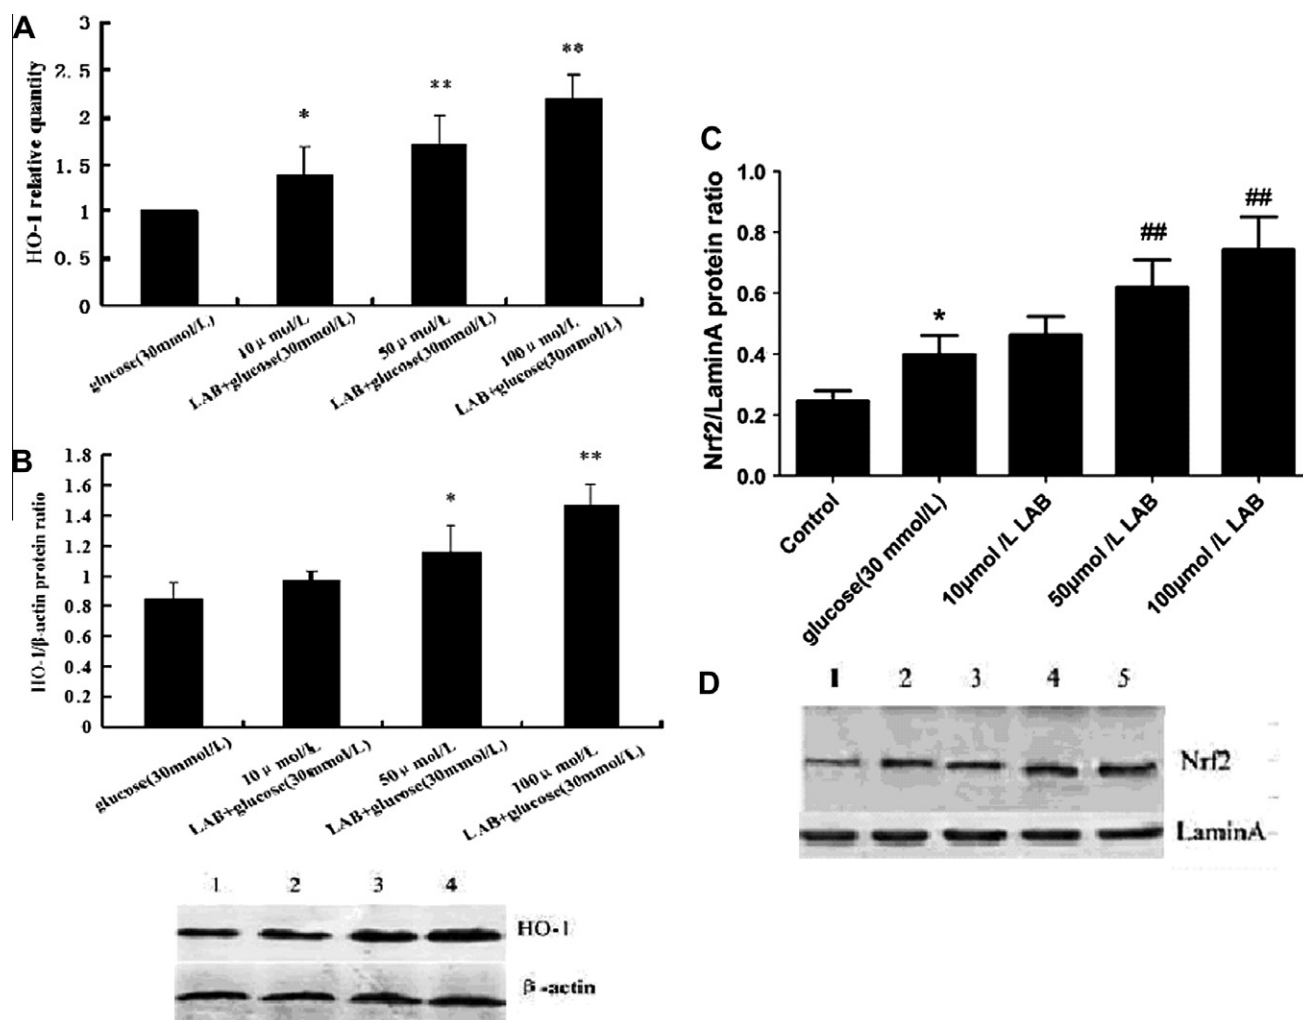 A
HO-1 relative quantity
3
2.5
2
1.5
1
0.5
0
*
**
**
glucose(30mmol/L)
10 μ mol/L
LAB+glucose(30mmol/L)
50 μ mol/L
LAB+glucose(30mmol/L)
100 μ mol/L
LAB+glucose(30mmol/L)
B
HO-1/β-actin protein ratio
1.8
1.6
1.4
1.2
1
0.8
0.6
0.4
0.2
0
*
**
glucose(30mmol/L)
10 μ mol/L
LAB+glucose(30mmol/L)
50 μ mol/L
LAB+glucose(30mmol/L)
100 μ mol/L
LAB+glucose(30mmol/L)
1 2 3 4
HO-1
β-actin
C
Nrf2/LaminA protein ratio
1.0
0.8
0.6
0.4
0.2
0.0
*
##
##
Control
glucose(30 mmol/L)
10μmol /L LAB
50μmol /L LAB
100μmol /L LAB
D
1 2 3 4 5
Nrf2
LaminA